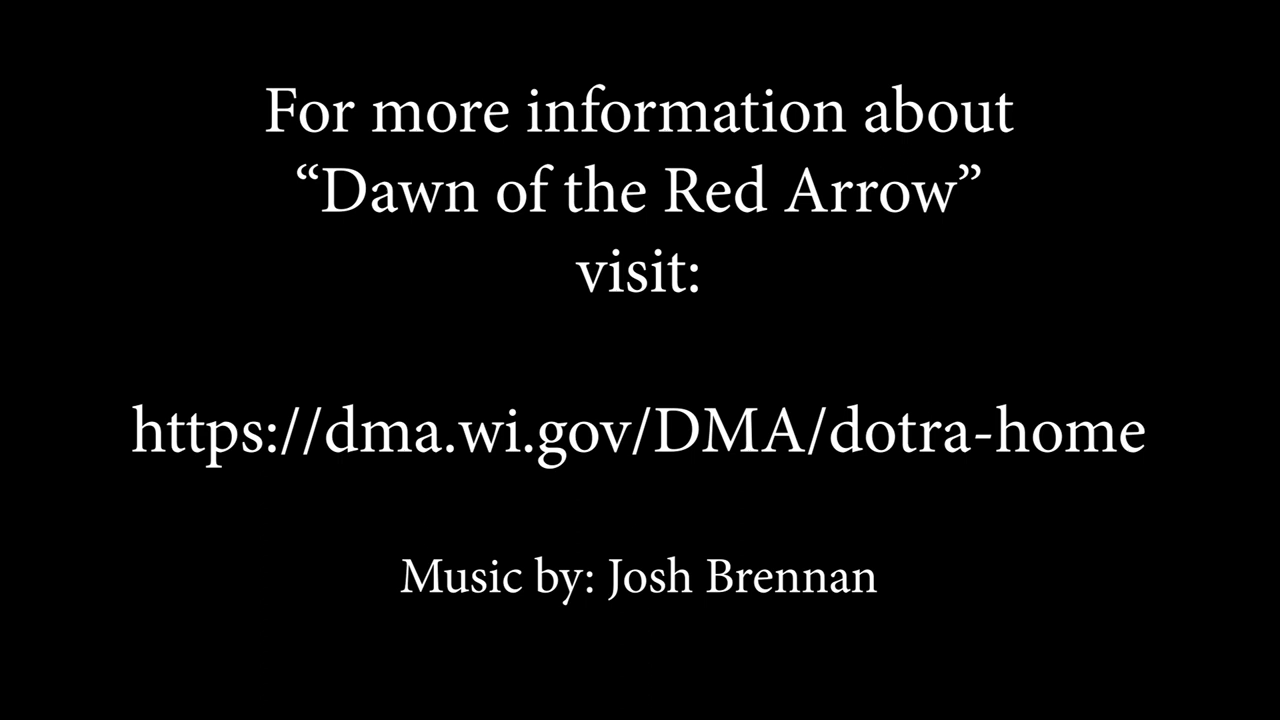 For more information about
“Dawn of the Red Arrow”
visit:
https://dma.wi.gov/DMA/dotra-home
Music by: Josh Brennan